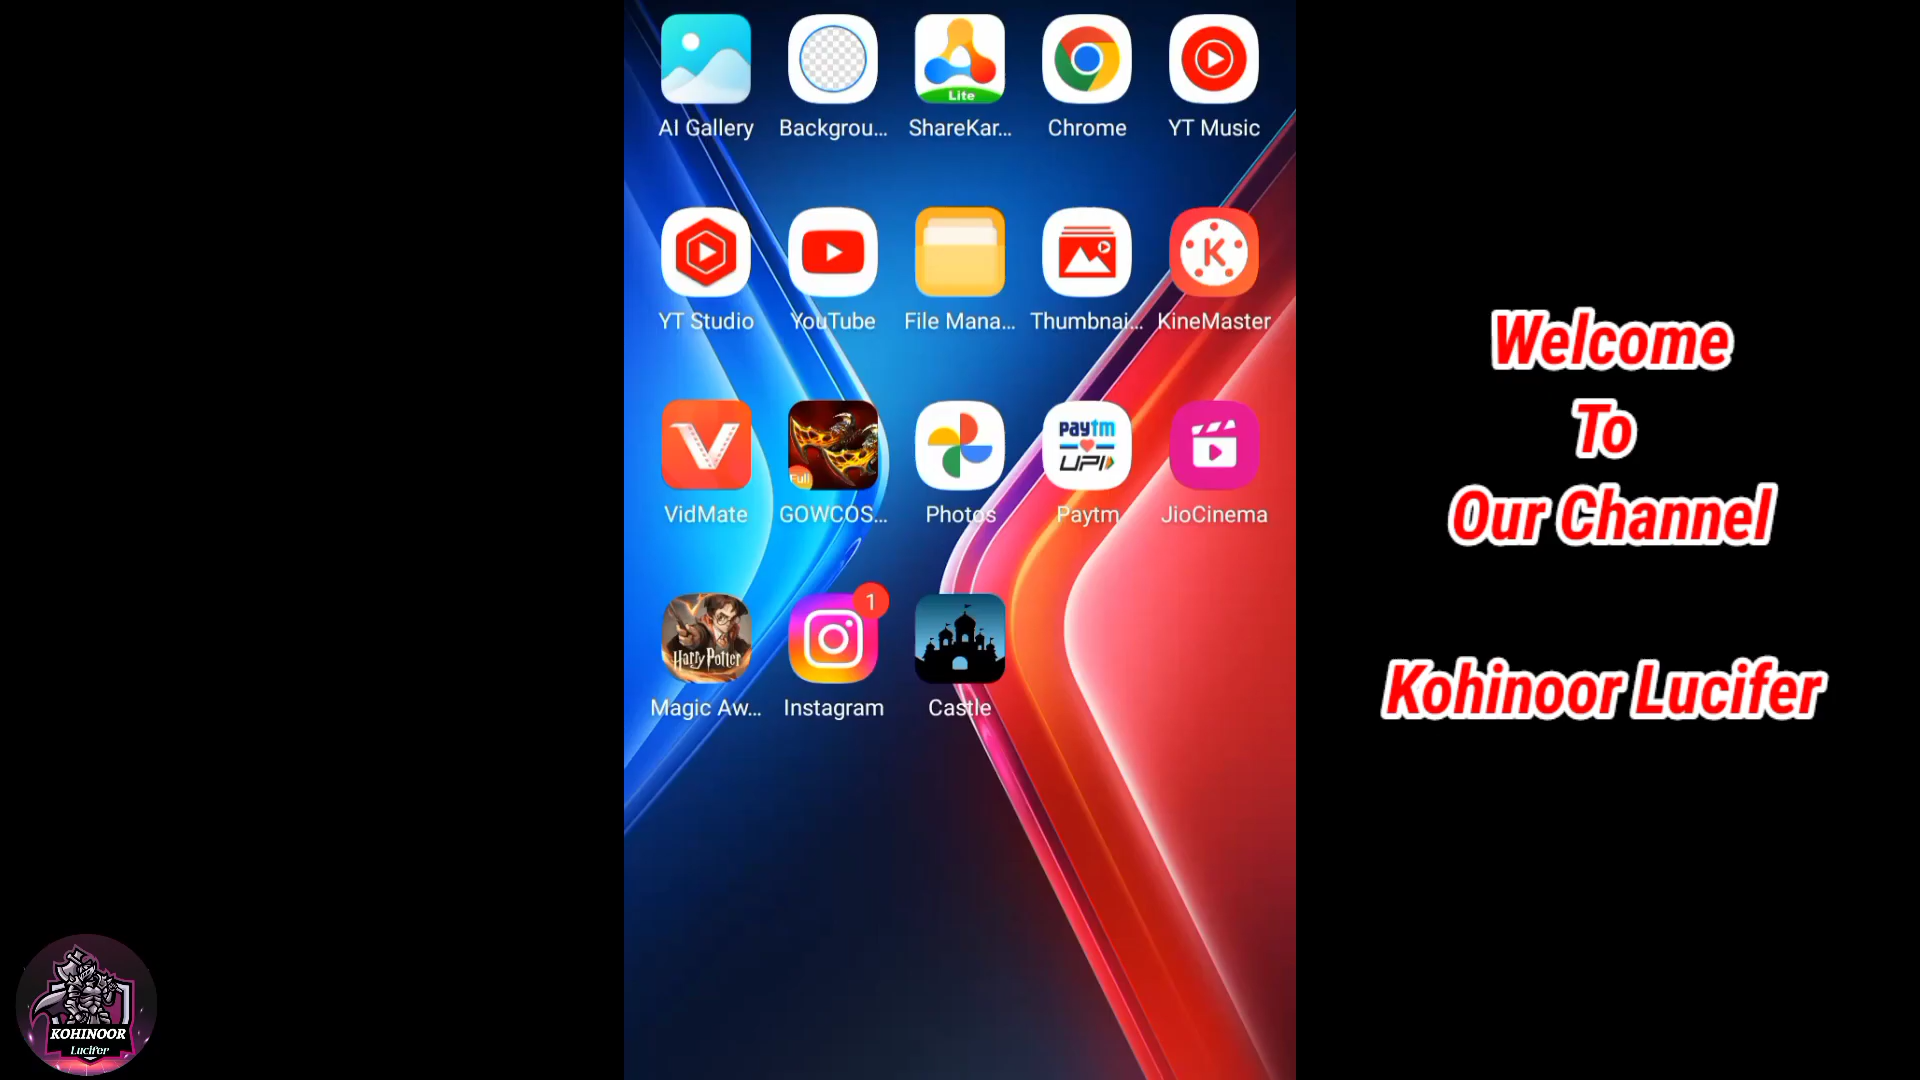 Lite
AI Gallery
Backgrou...
ShareKar...
Chrome
YT Music
K
YT Studio
YouTube
File Mana...
Thumbnai...
KineMaster
V
Full
paytm
UPI
VidMate
GOWCOS...
Photos
Paytm
JioCinema
Harry Potter
1
Magic Aw...
Instagram
Castle
Welcome
To
Our Channel
Kohinoor Lucifer
KOHINOOR
Lucifer